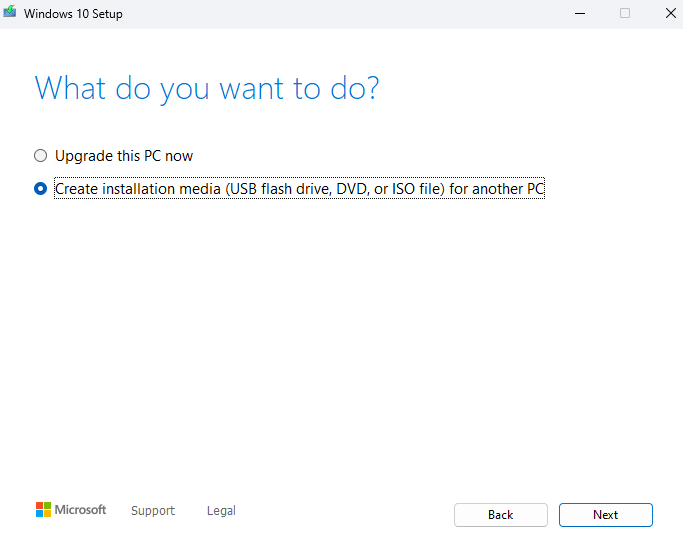 Windows 10 Setup
What do you want to do?
Upgrade this PC now
Create installation media (USB flash drive, DVD, or ISO file) for another PC
Microsoft Support Legal Back Next